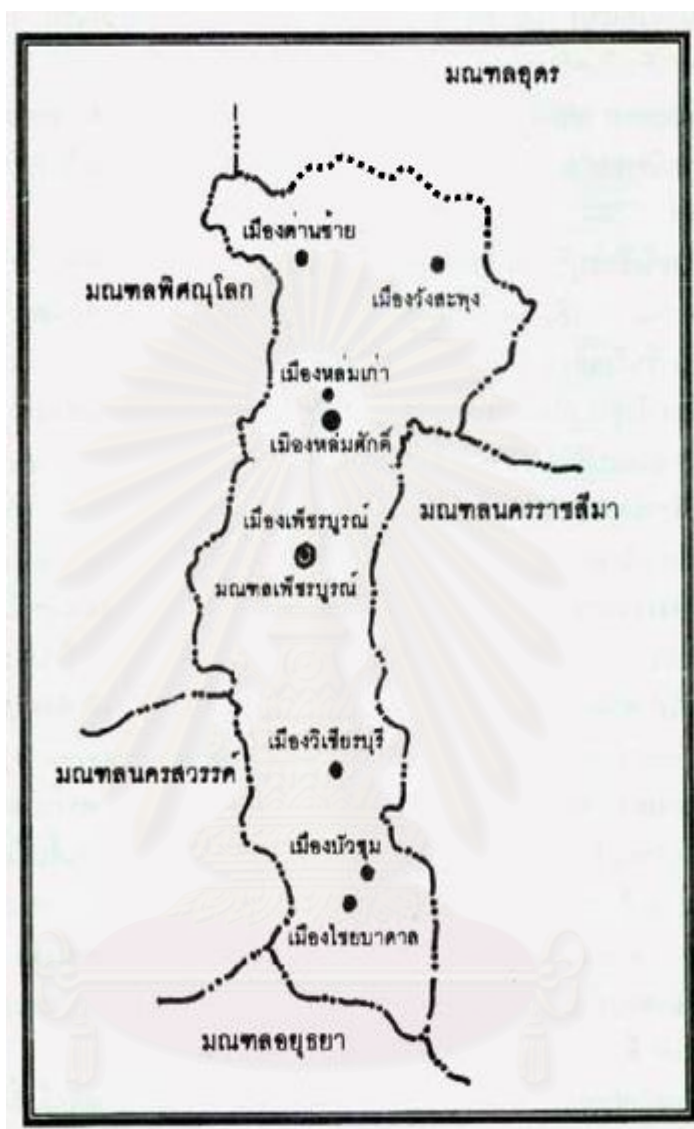 มณฑลอุดร
เมืองด่านซ้าย
มณฑลพิศณุโลก
เมืองวังสะพุง
เมืองหล่มเก่า
เมืองหล่มศักดิ์
เมืองเพ็ชรบูรณ์
มณฑลนครราชสีมา
มณฑลเพ็ชรบูรณ์
เมืองวิเชียรบุรี
มณฑลนครสวรรค์
เมืองบัวชุม
เมืองไชยบาดาล
มณฑลอยุธยา